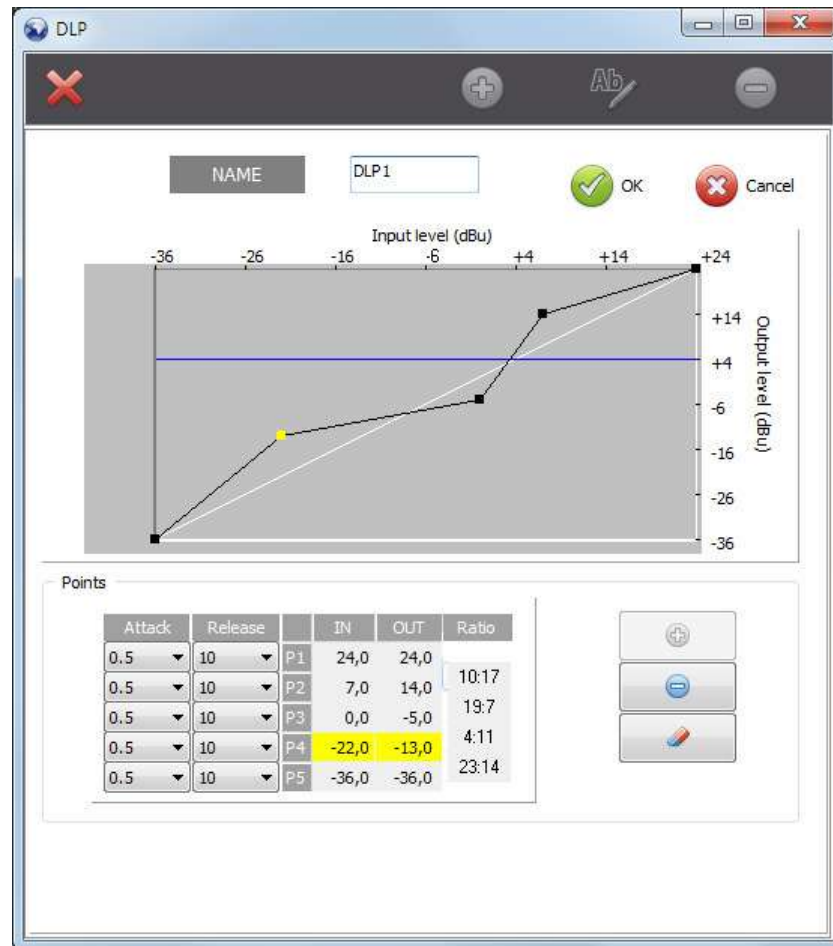 DLP
Ab
NAME
DLP1
OK
Cancel
Input level (dBu)
-36 -26 -16 -6 +4 +14 +24
+14
+4
-6
-16
-26
-36
Output level (dBu)
Points
Attack Release IN OUT Ratio
0.5 10 P1 24,0 24,0
10:17
0.5 10 P2 7,0 14,0
19:7
0.5 10 P3 0,0 -5,0
4:11
0.5 10 P4 -22,0 -13,0
23:14
0.5 10 P5 -36,0 -36,0